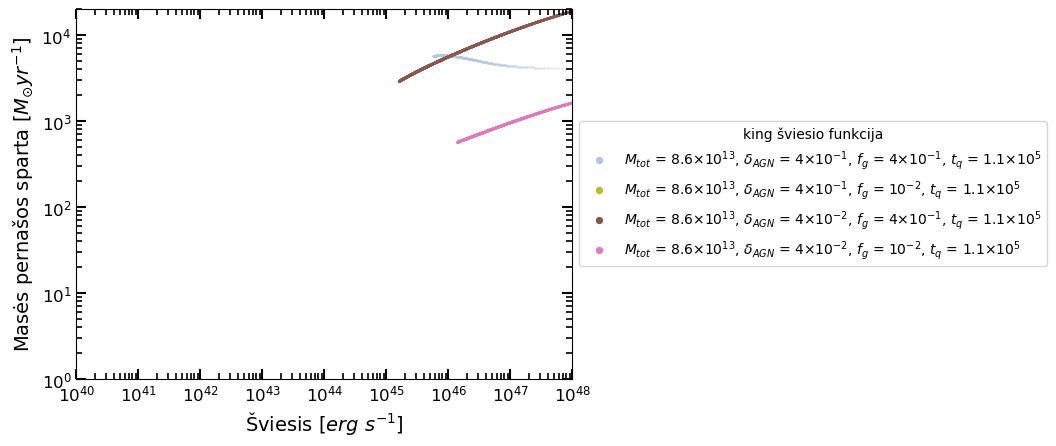 10⁴
10³
10²
10¹
10⁰
Masės pernašos sparta [M⊙yr⁻¹]
10⁴⁰ 10⁴¹ 10⁴² 10⁴³ 10⁴⁴ 10⁴⁵ 10⁴⁶ 10⁴⁷ 10⁴⁸
Šviesis [erg s⁻¹]
king šviesio funkcija
M_tot = 8.6×10¹³, δ_AGN = 4×10⁻¹, f_g = 4×10⁻¹, t_q = 1.1×10⁵
M_tot = 8.6×10¹³, δ_AGN = 4×10⁻¹, f_g = 10⁻², t_q = 1.1×10⁵
M_tot = 8.6×10¹³, δ_AGN = 4×10⁻², f_g = 4×10⁻¹, t_q = 1.1×10⁵
M_tot = 8.6×10¹³, δ_AGN = 4×10⁻², f_g = 10⁻², t_q = 1.1×10⁵